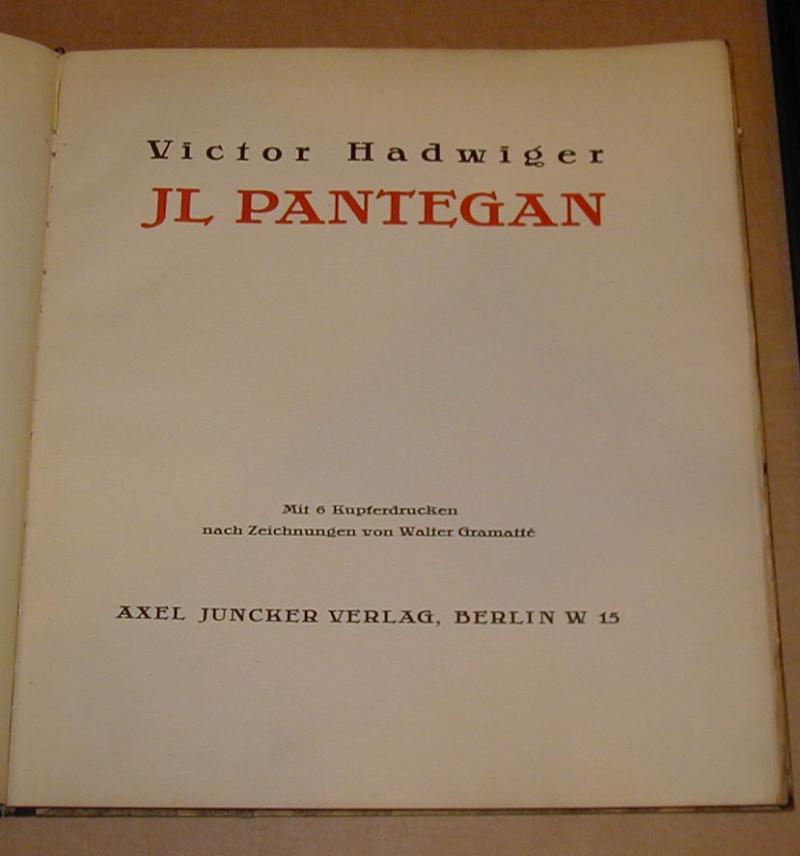 Victor Hadwiger
JL PANTEGAN
Mit 6 Kupferdrucken
nach Zeichnungen von Walter Gramatté
AXEL JUNCKER VERLAG, BERLIN W 15